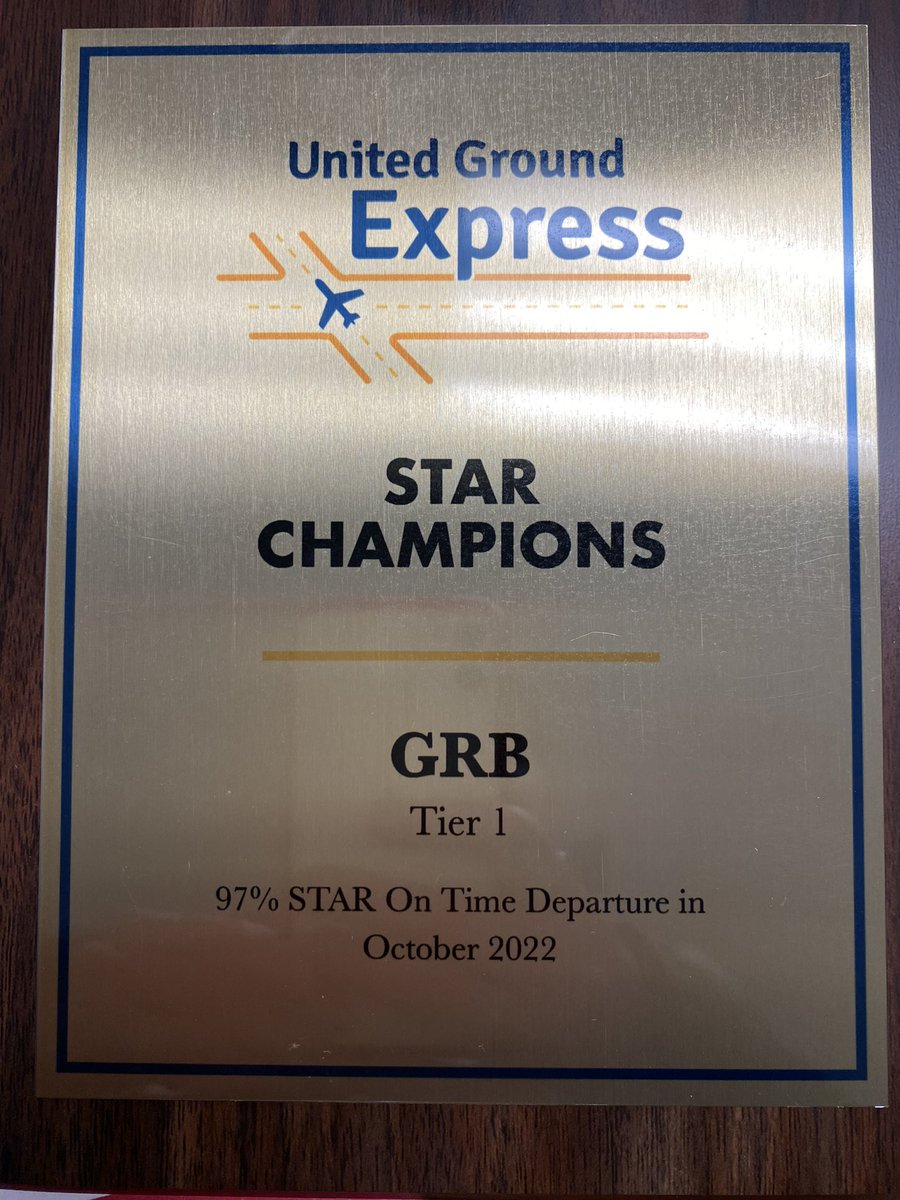 United Ground
Express
STAR
CHAMPIONS
GRB
Tier 1
97% STAR On Time Departure in
October 2022